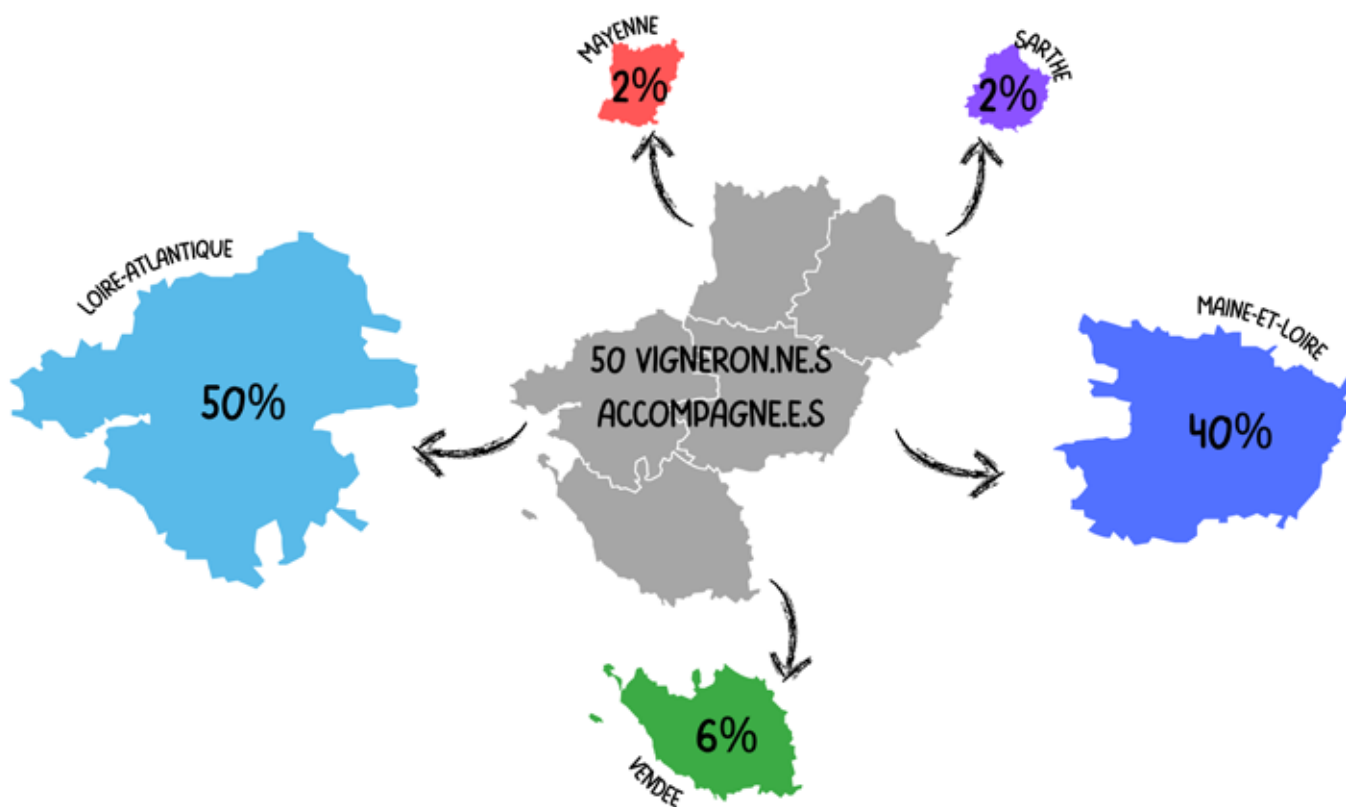 MAYENNE
2%
SARTHE
2%
LOIRE-ATLANTIQUE
50%
50 VIGNERON.NE.S
ACCOMPAGNE.E.S
MAINE-ET-LOIRE
40%
6%
VENDEE